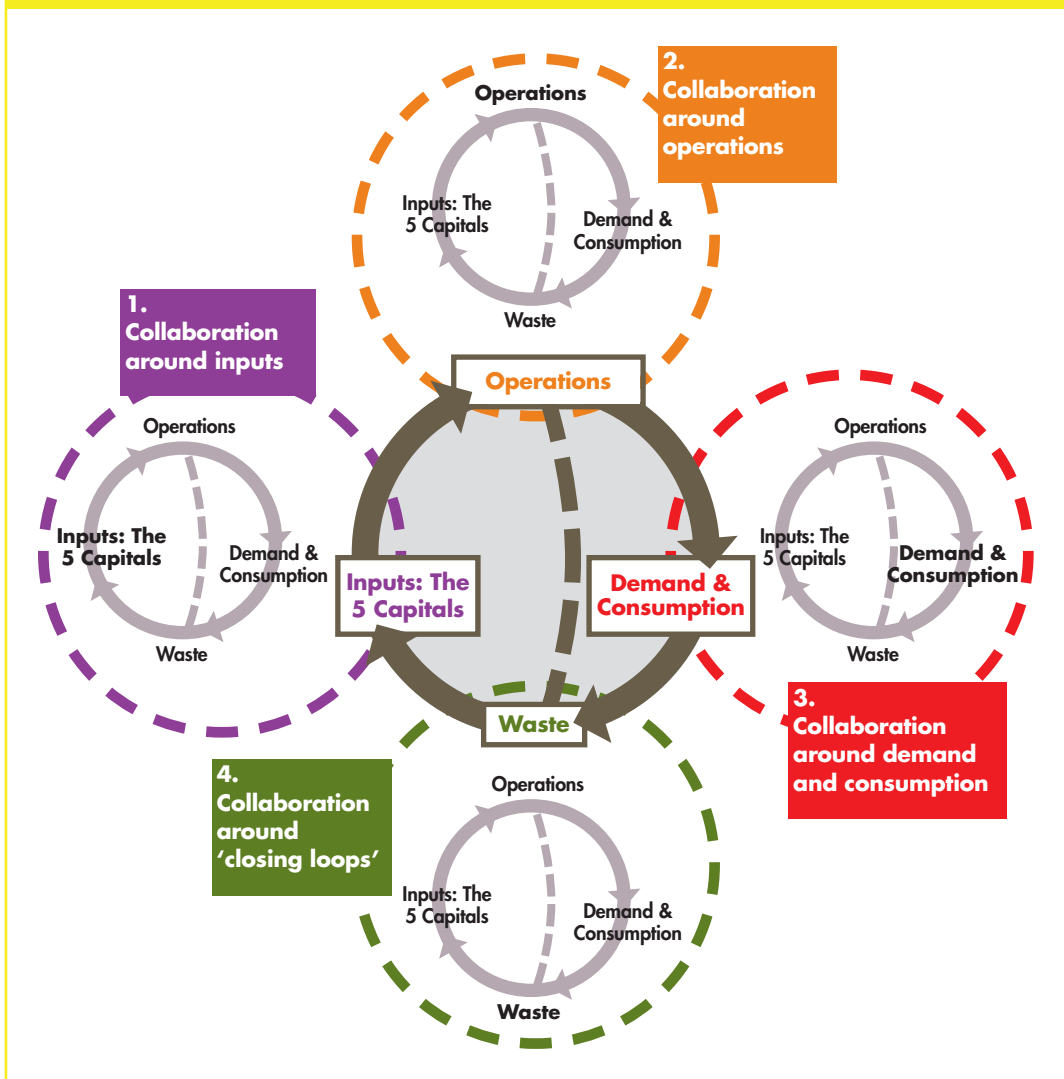 2.
Collaboration
around
operations
Operations
Inputs: The
5 Capitals
Demand &
Consumption
Waste
1.
Collaboration
around inputs
Operations
Inputs: The
5 Capitals
Demand &
Consumption
Waste
Operations
Inputs: The
5 Capitals
Demand &
Consumption
Waste
Operations
Inputs: The
5 Capitals
Demand &
Consumption
Waste
3.
Collaboration
around demand
and consumption
4.
Collaboration
around
‘closing loops’
Operations
Inputs: The
5 Capitals
Demand &
Consumption
Waste